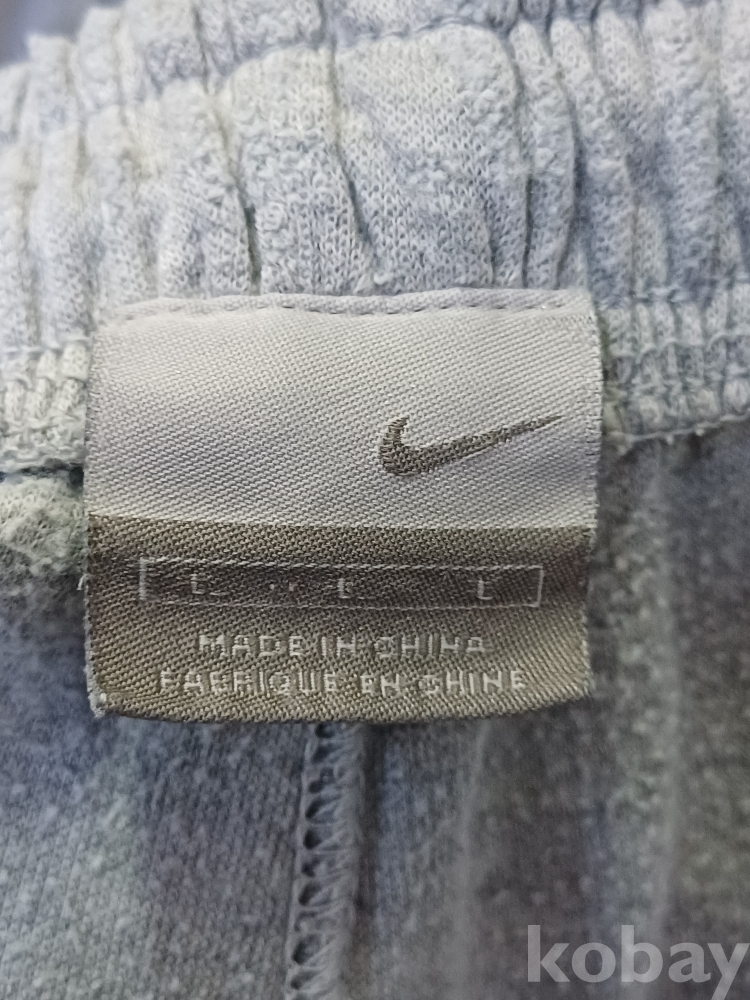 L L L
MADE IN CHINA
FABRIQUE EN CHINE
kobay